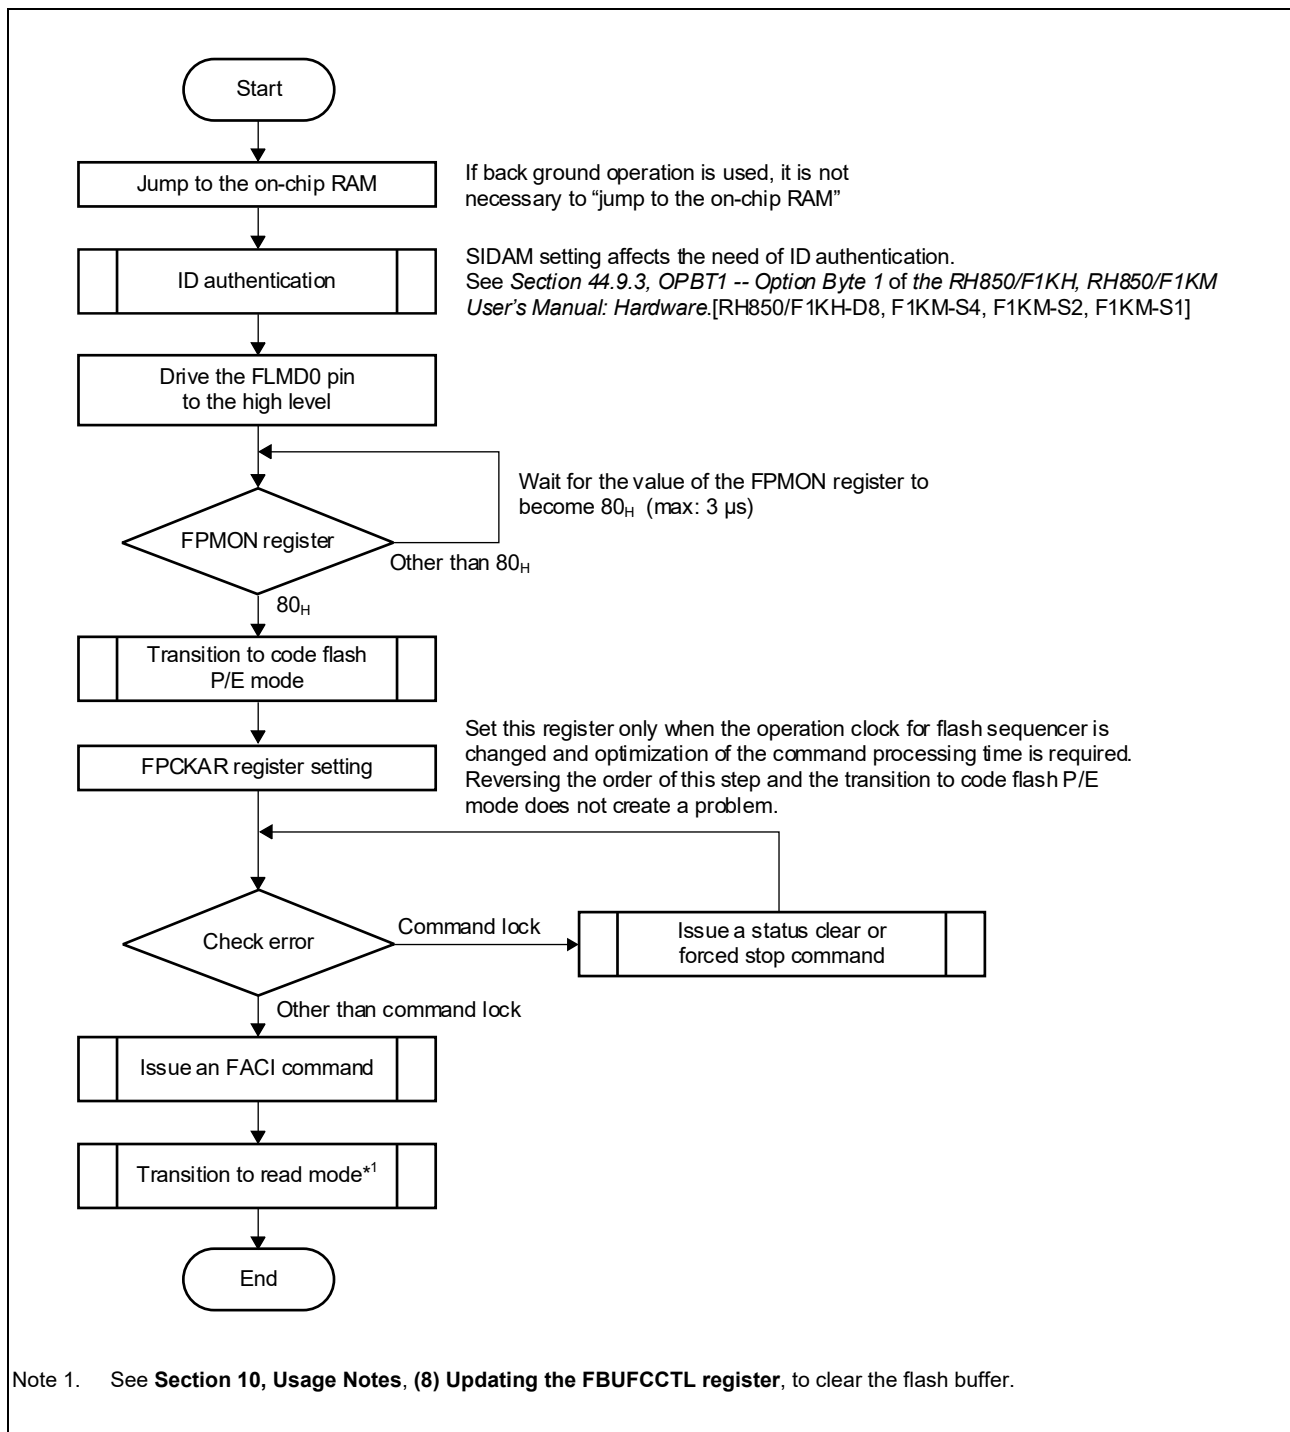 Start
Jump to the on-chip RAM
If back ground operation is used, it is not
necessary to “jump to the on-chip RAM”
ID authentication
SIDAM setting affects the need of ID authentication.
See Section 44.9.3, OPBT1 -- Option Byte 1 of the RH850/F1KH, RH850/F1KM
User’s Manual: Hardware.[RH850/F1KH-D8, F1KM-S4, F1KM-S2, F1KM-S1]
Drive the FLMD0 pin
to the high level
Wait for the value of the FPMON register to
become 80H (max: 3 µs)
FPMON register
Other than 80H
80H
Transition to code flash
P/E mode
FPCKAR register setting
Set this register only when the operation clock for flash sequencer is
changed and optimization of the command processing time is required.
Reversing the order of this step and the transition to code flash P/E
mode does not create a problem.
Check error
Command lock
Issue a status clear or
forced stop command
Other than command lock
Issue an FACI command
Transition to read mode*1
End
Note 1. See Section 10, Usage Notes, (8) Updating the FBUFCCTL register, to clear the flash buffer.